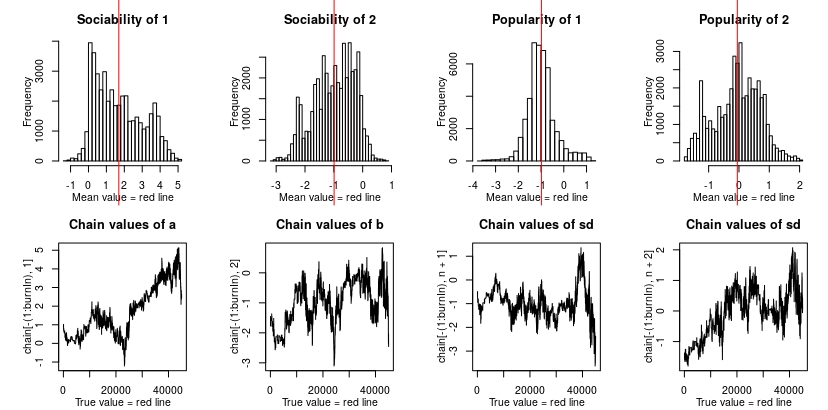 Sociability of 1
Sociability of 2
Popularity of 1
Popularity of 2
Frequency
0
1000
3000
-1 0 1 2 3 4 5
Mean value = red line
Frequency
0
1000
2000
-3 -2 -1 0 1
Mean value = red line
Frequency
0
2000
6000
-4 -3 -2 -1 0 1
Mean value = red line
Frequency
0
1000
2000
3000
-1 0 1 2
Mean value = red line
Chain values of a
Chain values of b
Chain values of sd
Chain values of sd
chain[-(1:burnIn), 1]
-1 0 1 2 3 4 5
0 20000 40000
True value = red line
chain[-(1:burnIn), 2]
-3 -2 -1 0
0 20000 40000
True value = red line
chain[-(1:burnIn), n + 1]
-3 -2 -1 0 1
0 20000 40000
True value = red line
chain[-(1:burnIn), n + 2]
-1 0 1 2
0 20000 40000
True value = red line